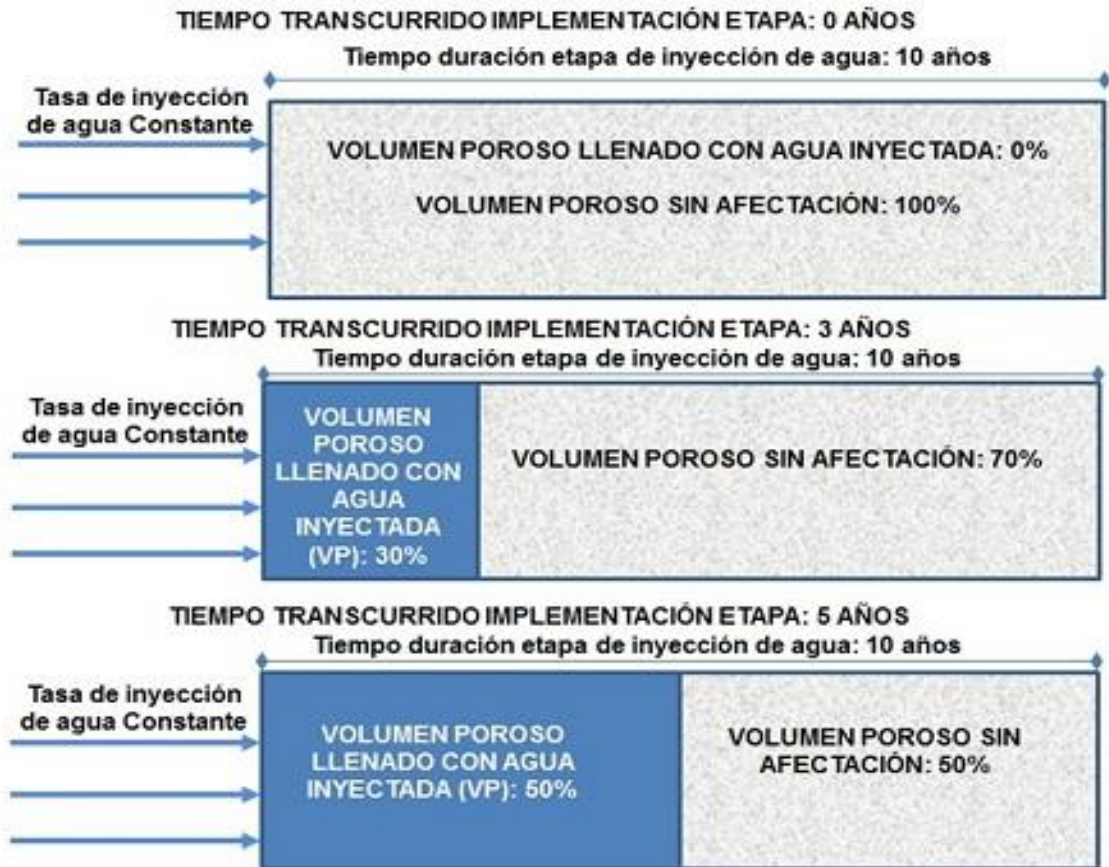 TIEMPO TRANSCURRIDO IMPLEMENTACIÓN ETAPA: 0 AÑOS
Tiempo duración etapa de inyección de agua: 10 años
Tasa de inyección
de agua Constante
VOLUMEN POROSO LLENADO CON AGUA INYECTADA: 0%
VOLUMEN POROSO SIN AFECTACIÓN: 100%
TIEMPO TRANSCURRIDO IMPLEMENTACIÓN ETAPA: 3 AÑOS
Tiempo duración etapa de inyección de agua: 10 años
Tasa de inyección
de agua Constante
VOLUMEN
POROSO
LLENADO CON
AGUA
INYECTADA
(VP): 30%
VOLUMEN POROSO SIN AFECTACIÓN: 70%
TIEMPO TRANSCURRIDO IMPLEMENTACIÓN ETAPA: 5 AÑOS
Tiempo duración etapa de inyección de agua: 10 años
Tasa de inyección
de agua Constante
VOLUMEN POROSO
LLENADO CON AGUA
INYECTADA (VP): 50%
VOLUMEN POROSO SIN
AFECTACIÓN: 50%